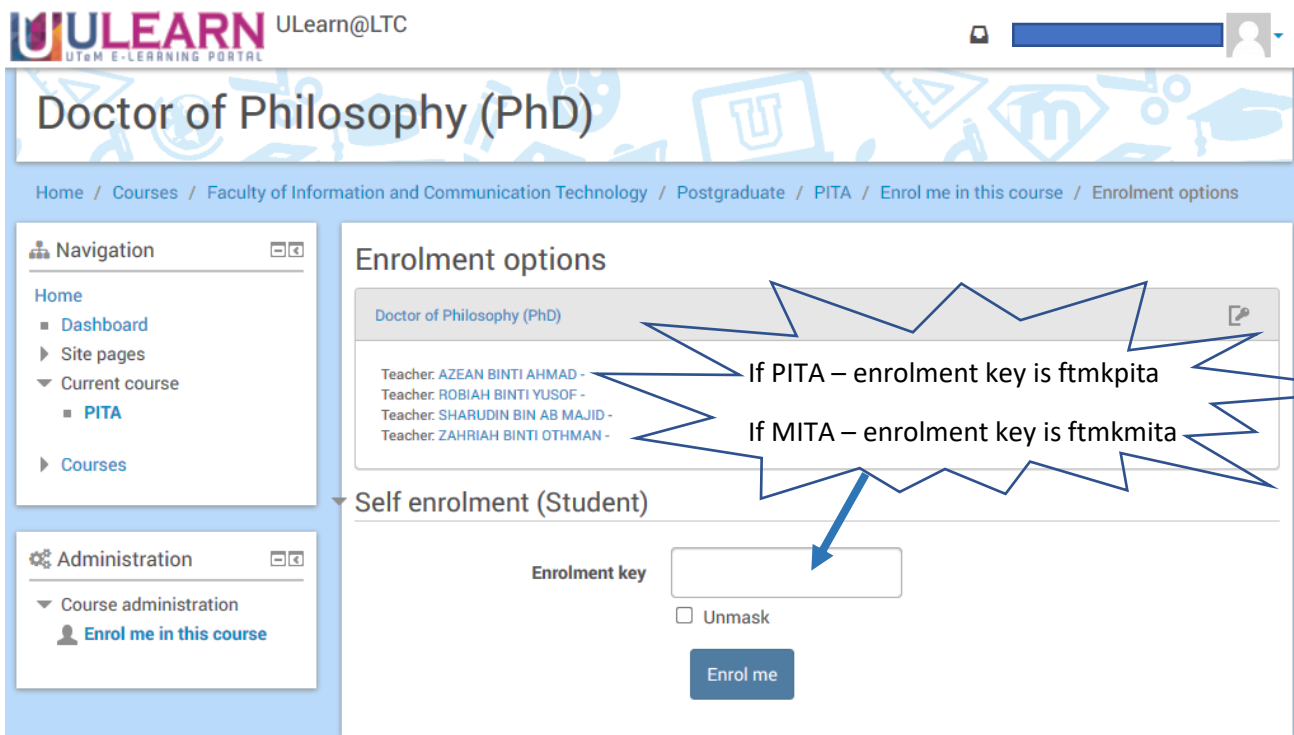 ULEARN
UTeM E-LEARNING PORTAL
ULearn@LTC
Doctor of Philosophy (PhD)
Home / Courses / Faculty of Information and Communication Technology / Postgraduate / PITA / Enrol me in this course / Enrolment options
Navigation
Home
Dashboard
Site pages
Current course
PITA
Courses
Administration
Course administration
Enrol me in this course
Enrolment options
Doctor of Philosophy (PhD)
Teacher: AZEAN BINTI AHMAD -
Teacher: ROBIAH BINTI YUSOF -
Teacher: SHARUDIN BIN AB MAJID -
Teacher: ZAHRIAH BINTI OTHMAN -
If PITA – enrolment key is ftmkpita
If MITA – enrolment key is ftmkmita
Self enrolment (Student)
Enrolment key
Unmask
Enrol me